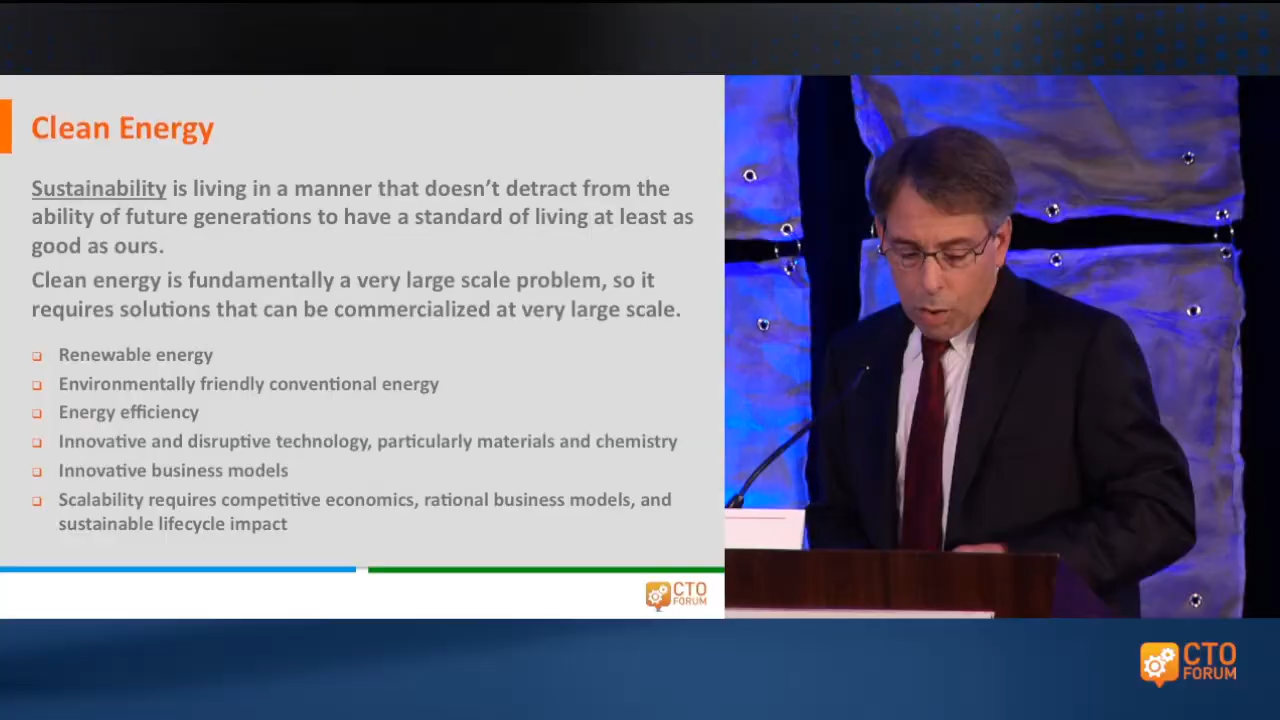 Clean Energy
Sustainability is living in a manner that doesn't detract from the
ability of future generations to have a standard of living at least as
good as ours.
Clean energy is fundamentally a very large scale problem, so it
requires solutions that can be commercialized at very large scale.
❑ Renewable energy
❑ Environmentally friendly conventional energy
❑ Energy efficiency
❑ Innovative and disruptive technology, particularly materials and chemistry
❑ Innovative business models
❑ Scalability requires competitive economics, rational business models, and
sustainable lifecycle impact
CTO
FORUM
CTO
FORUM